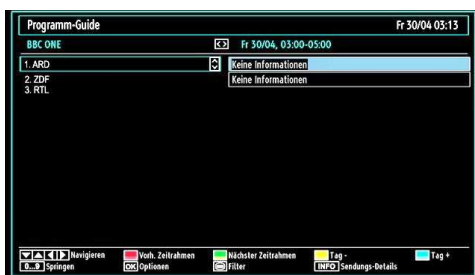 Programm-Guide Fr 30/04 03:13
BBC ONE Fr 30/04, 03:00-05:00
1. ARD Keine Informationen
2. ZDF Keine Informationen
3. RTL
Navigieren Vorh. Zeitrahmen Nächster Zeitrahmen Tag - Tag +
0...9 Springen OK Optionen Filter INFO Sendungs-Details